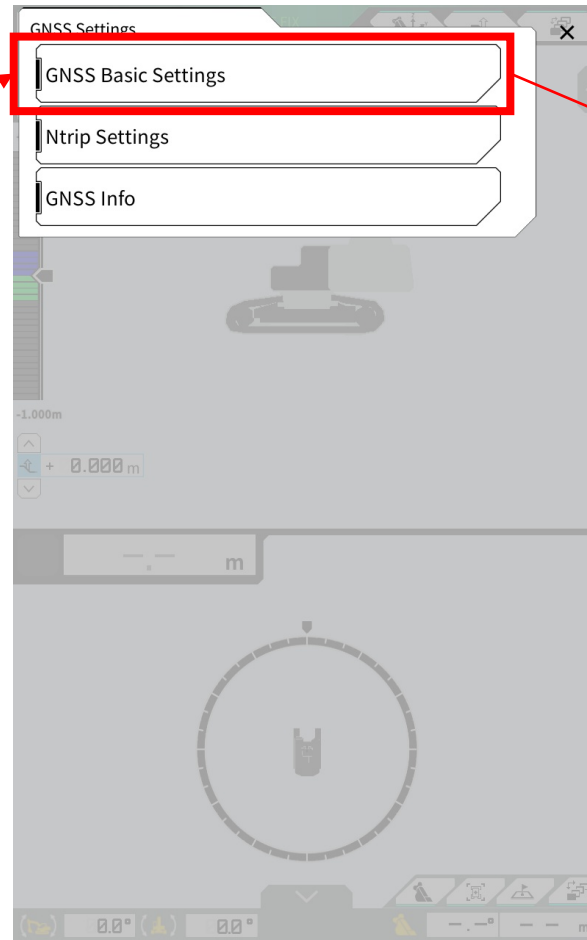 GNSS Settings
GNSS Basic Settings
Ntrip Settings
GNSS Info
-1.000m
+ 0.000 m
--.-- m
0.0° 0.0° --.-° -- --